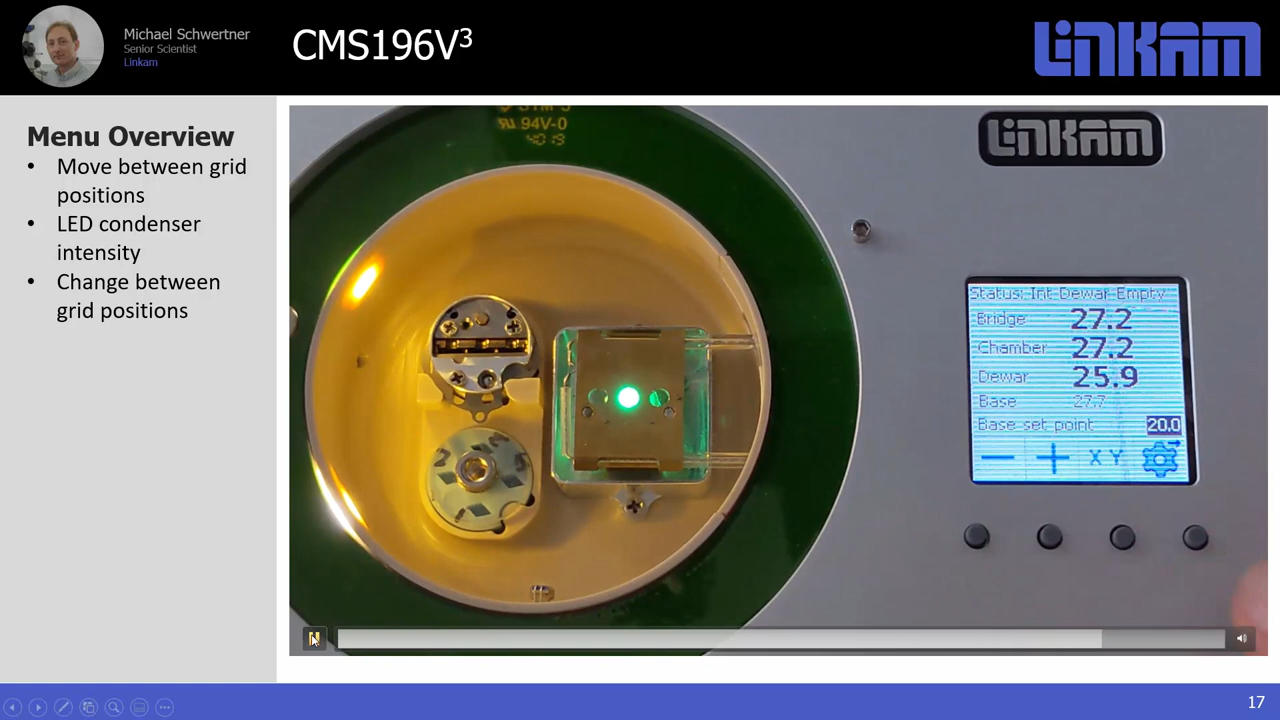 Michael Schwertner
Senior Scientist
Linkam
CMS196V³
LINKAM
Menu Overview
• Move between grid
positions
• LED condenser
intensity
• Change between
grid positions
94V-0
4019
LINKAM
Status: Int Dewar Empty
Bridge 27.2
Chamber 27.2
Dewar 25.9
Base 27.7
Base set point 20.0
− + X Y
17